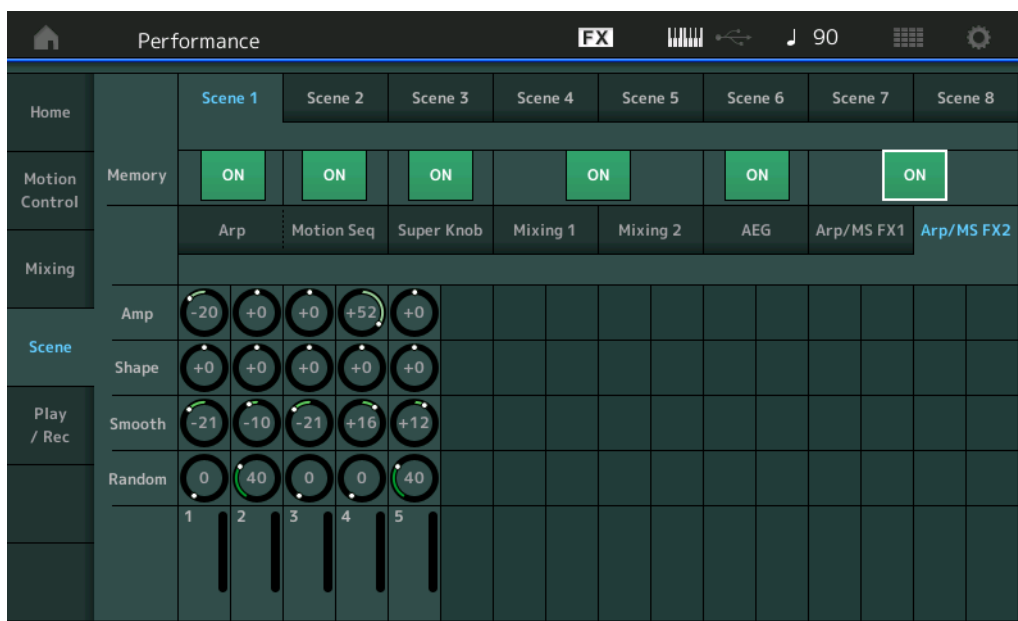 Performance FX ♩ 90
Home
Scene 1 Scene 2 Scene 3 Scene 4 Scene 5 Scene 6 Scene 7 Scene 8
Motion
Control
Memory ON ON ON ON ON ON
Arp Motion Seq Super Knob Mixing 1 Mixing 2 AEG Arp/MS FX1 Arp/MS FX2
Mixing
Amp -20 +0 +0 +52 +0
Scene
Shape +0 +0 +0 +0 +0
Play
/ Rec
Smooth -21 -10 -21 +16 +12
Random 0 40 0 0 40
1 2 3 4 5